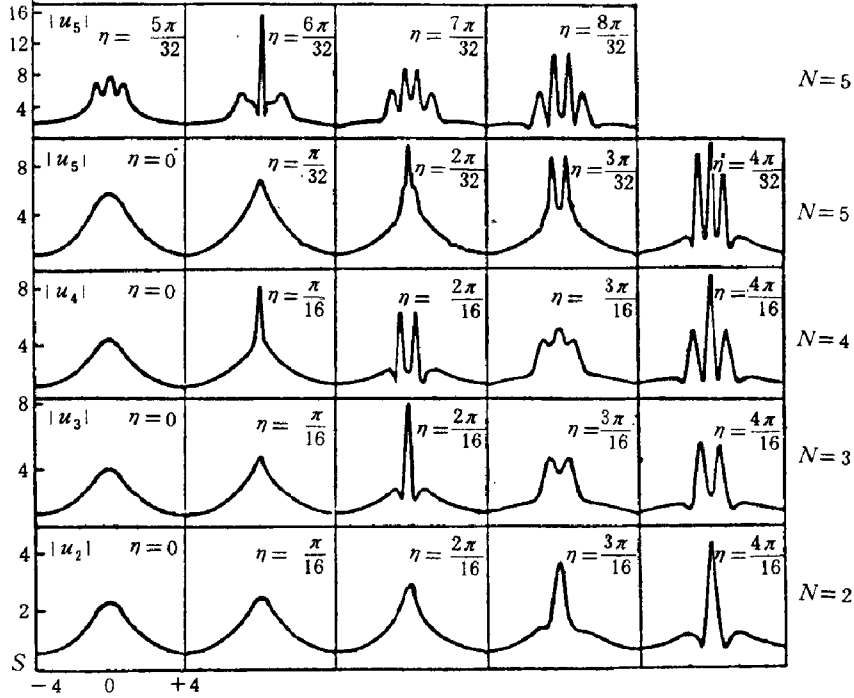 16 |u₅| η = 5π/32 η = 6π/32 η = 7π/32 η = 8π/32
12
8
4
N=5
8 |u₅| η=0 η = π/32 η = 2π/32 η = 3π/32 η = 4π/32
4
N=5
8 |u₄| η=0 η = π/16 η = 2π/16 η = 3π/16 η = 4π/16
4
N=4
8 |u₃| η=0 η = π/16 η = 2π/16 η = 3π/16 η = 4π/16
4
N=3
4 |u₂| η=0 η = π/16 η = 2π/16 η = 3π/16 η = 4π/16
2
N=2
S
−4 0 +4